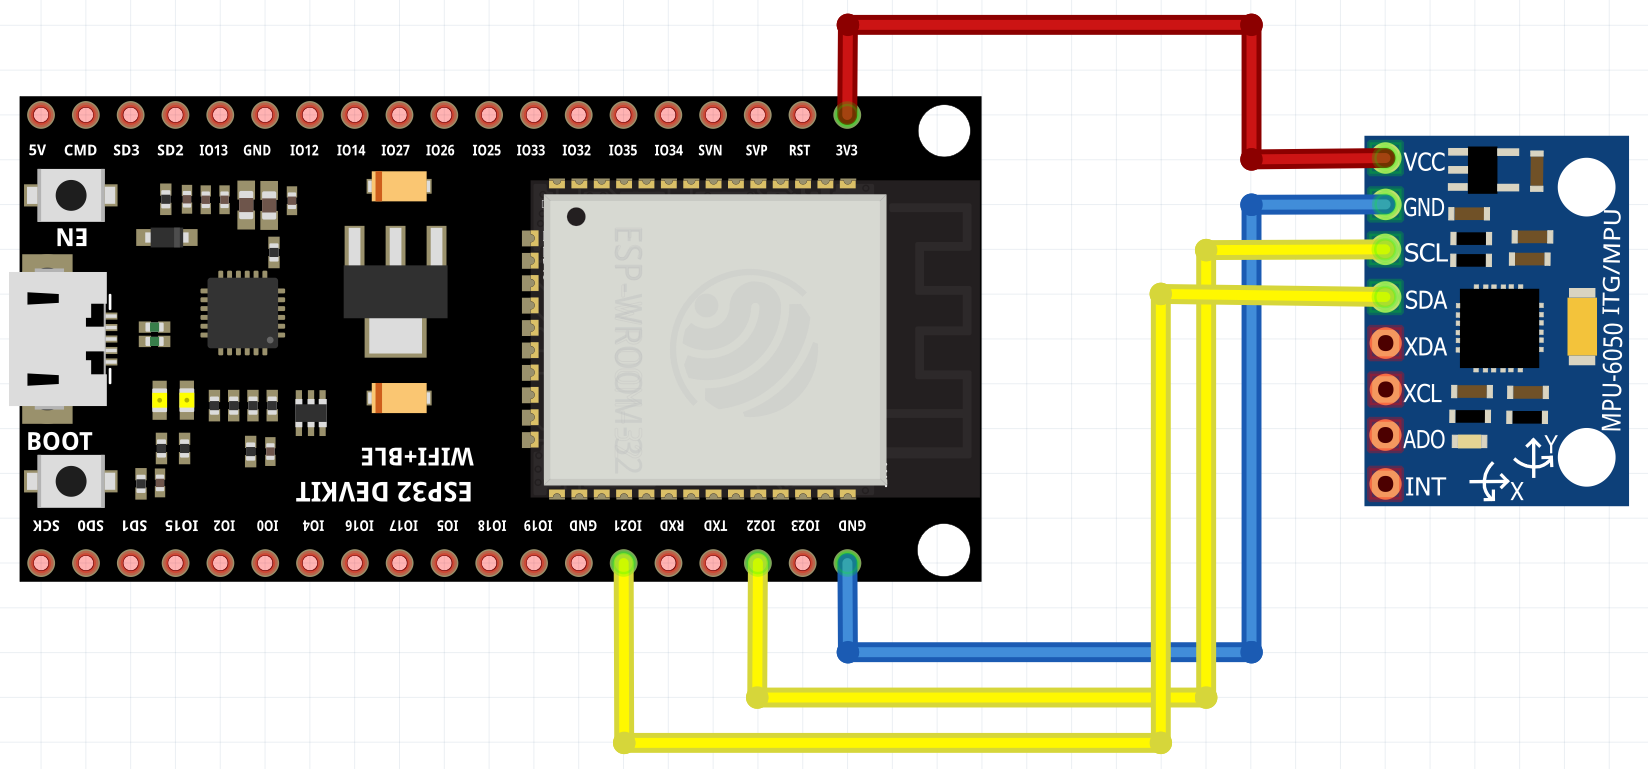 5V CMD SD3 SD2 IO13 GND IO12 IO14 IO27 IO26 IO25 IO33 IO32 IO35 IO34 SVN SVP RST 3V3
EN
ESP-WROOM-32
BOOT
WIFI+BLE
ESP32 DEVKIT
SCK SD0 SD1 IO15 IO2 IO0 IO4 IO16 IO17 IO5 IO18 IO19 GND IO21 RXD TXD IO22 IO23 GND
VCC
GND
SCL
SDA
XDA
XCL
ADO
INT
MPU-6050 ITG/MPU
Y
X